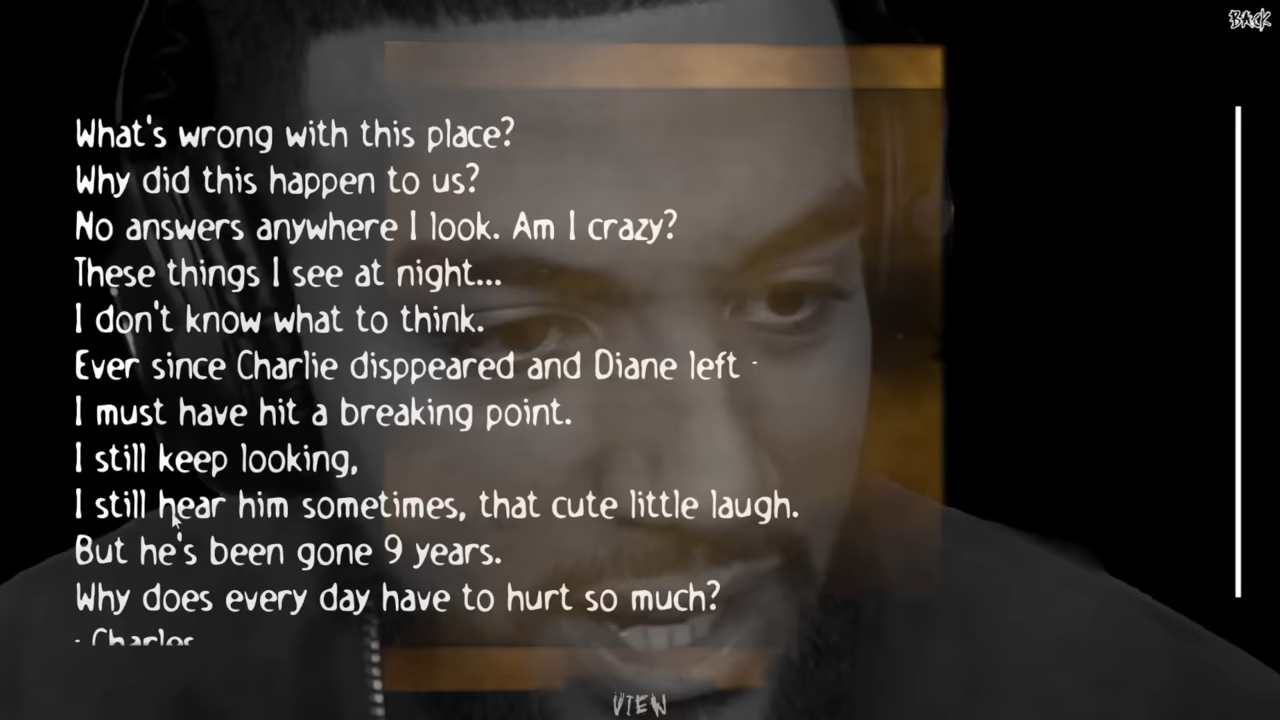 BACK
What's wrong with this place?
Why did this happen to us?
No answers anywhere I look. Am I crazy?
These things I see at night...
I don't know what to think.
Ever since Charlie disppeared and Diane left -
I must have hit a breaking point.
I still keep looking,
I still hear him sometimes, that cute little laugh.
But he's been gone 9 years.
Why does every day have to hurt so much?
- Charles
VIEW